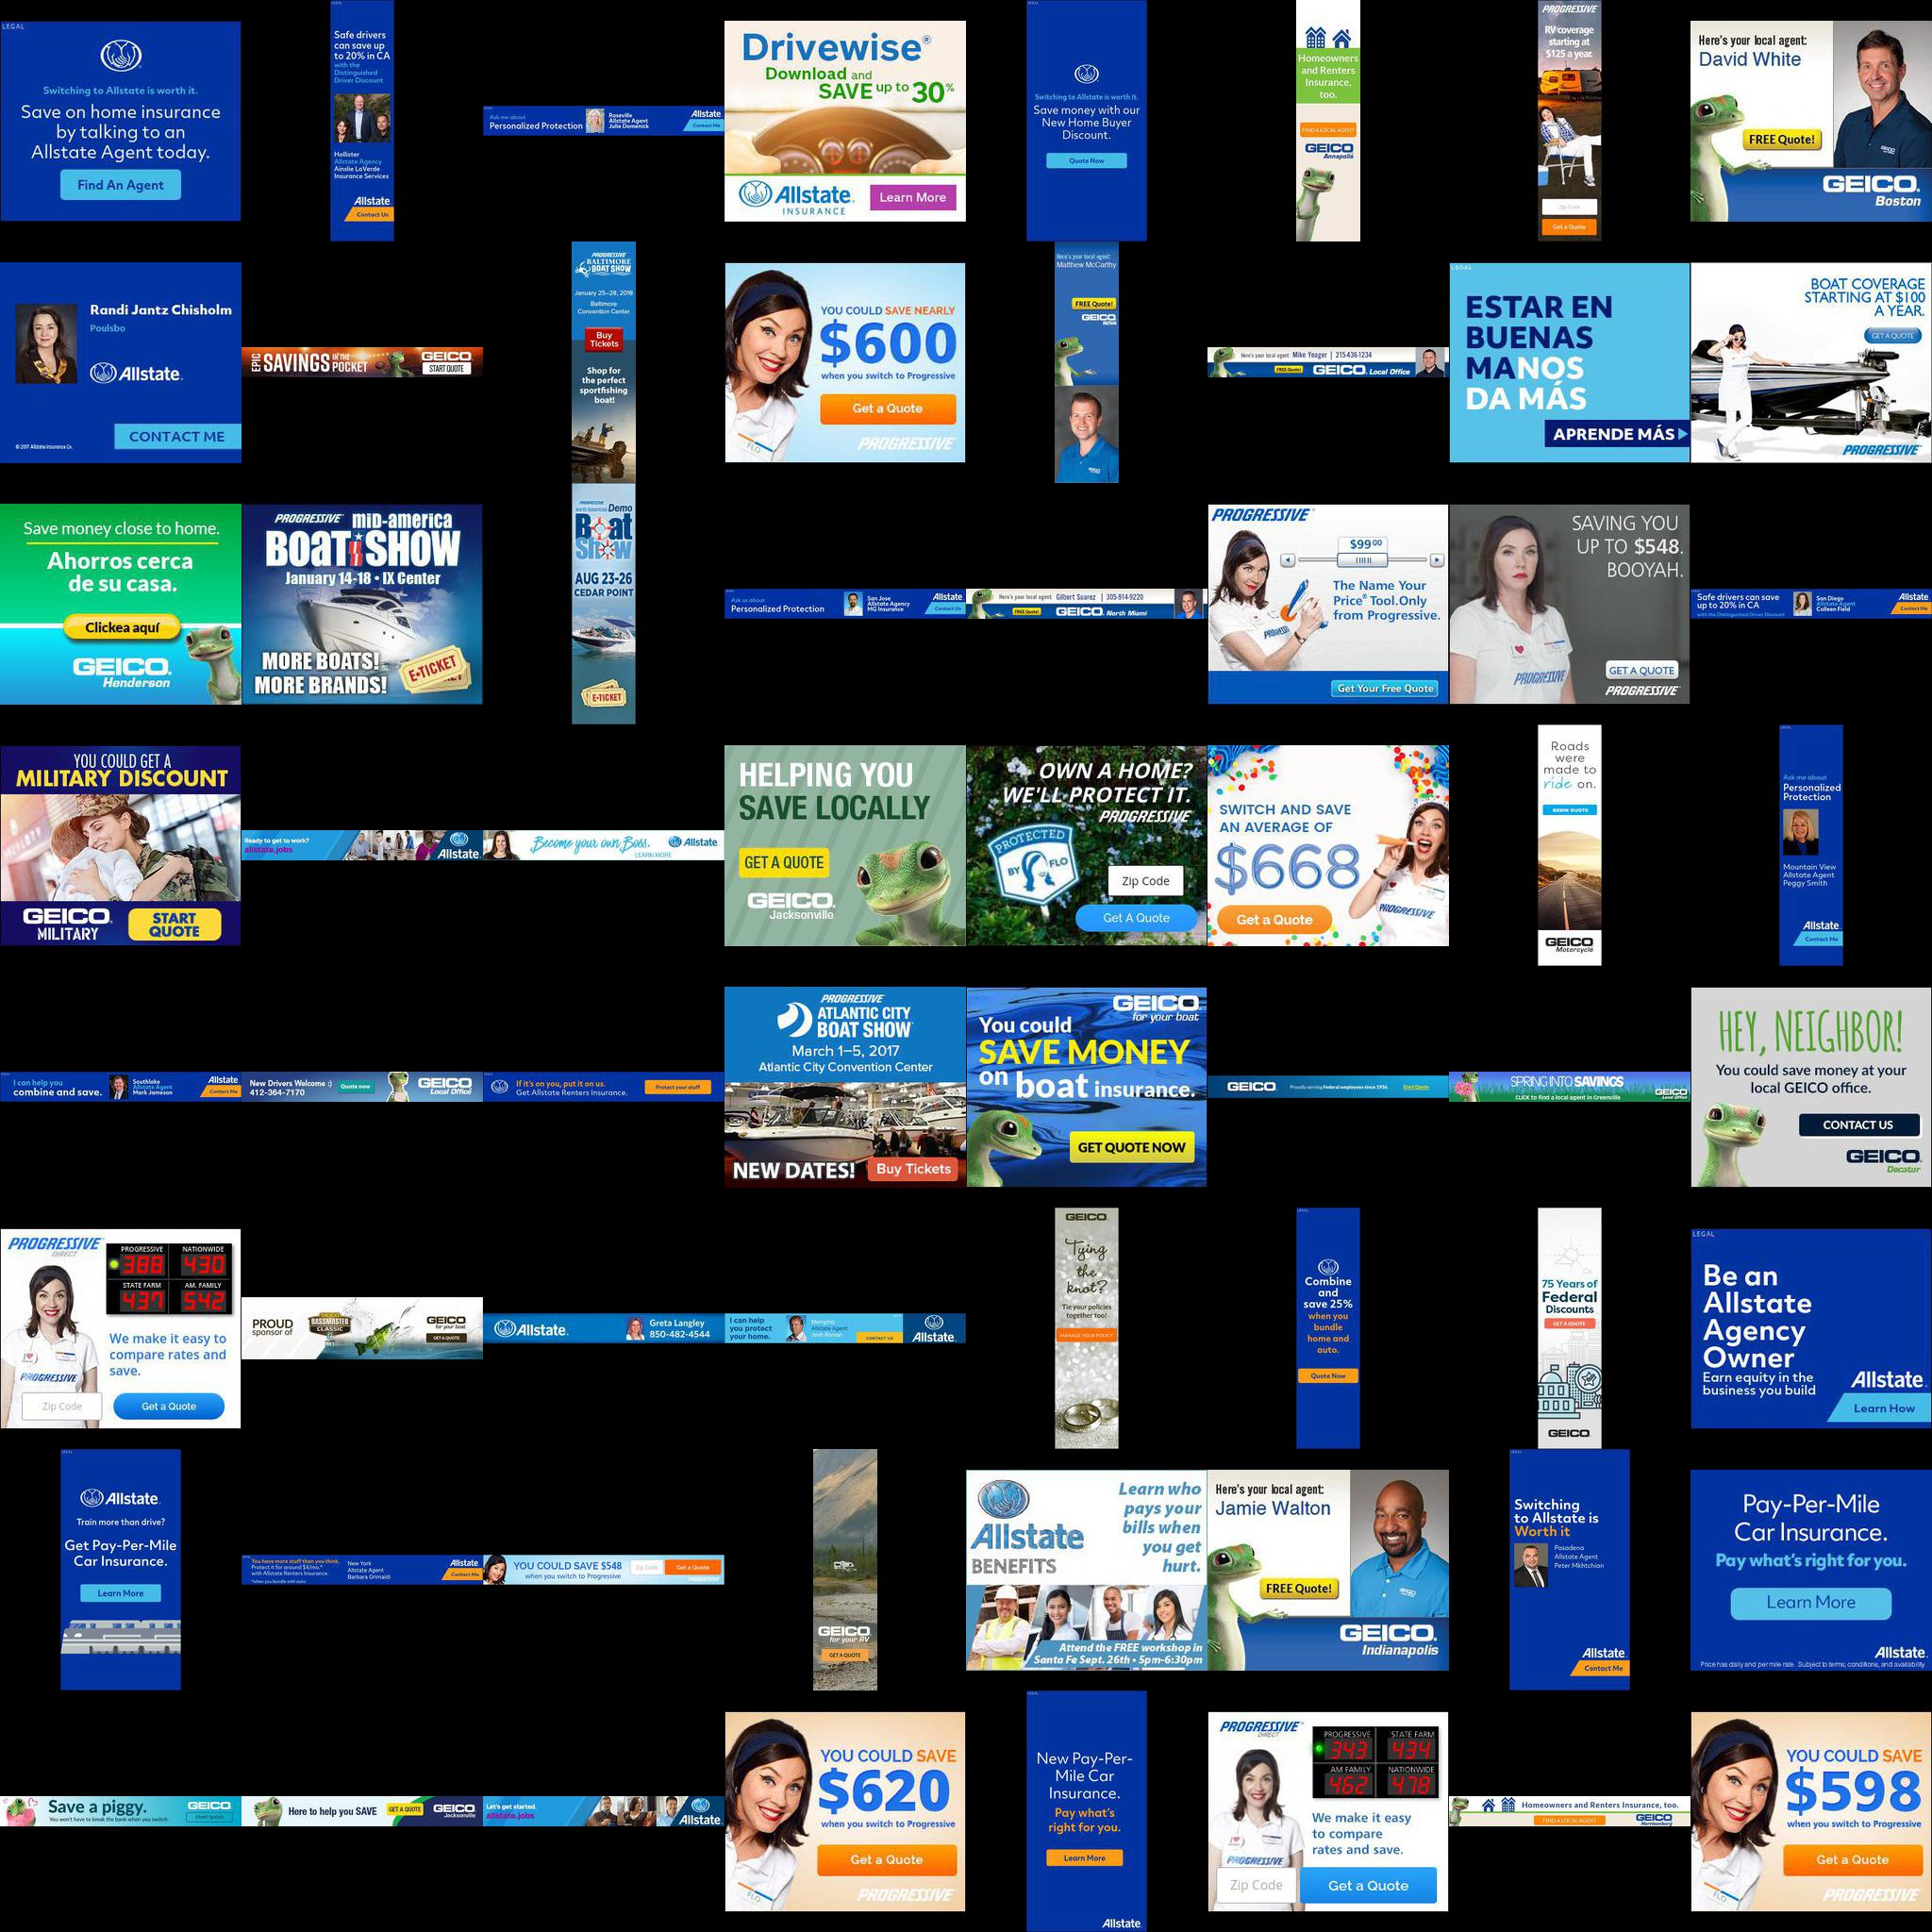 LEGAL
Switching to Allstate is worth it.
Save on home insurance
by talking to an
Allstate Agent today.
Find An Agent
Safe drivers
can save up
to 20% in CA
with the
Distinguished
Driver Discount
Hollister
Allstate Agency
Ainslie LoVerde
Insurance Services
Allstate
Contact Us
Ask me about
Personalized Protection
Roseville
Allstate Agent
Julie Domenick
Allstate
Contact Me
Drivewise®
Download and
SAVE up to 30%
Allstate
INSURANCE
Learn More
Switching to Allstate is worth it.
Save money with our
New Home Buyer
Discount.
Quote Now
Homeowners
and Renters
Insurance,
too.
FIND A LOCAL AGENT
GEICO
Annapolis
PROGRESSIVE
RV coverage
starting at
$125 a year.
Zip Code
Get a Quote
Here's your local agent:
David White
FREE Quote!
GEICO.
Boston
Randi Jantz Chisholm
Poulsbo
Allstate.
CONTACT ME
© 2017 Allstate Insurance Co.
EPIC SAVINGS IN THE POCKET
GEICO
START QUOTE
PROGRESSIVE
BALTIMORE
BOAT SHOW
January 25-28, 2018
Baltimore
Convention Center
Buy
Tickets
Shop for
the perfect
sportfishing
boat!
YOU COULD SAVE NEARLY
$600
when you switch to Progressive
Get a Quote
FLO
PROGRESSIVE
Here's your local agent:
Matthew McCarthy
FREE Quote!
GEICO.
NOVA
Here's your local agent: Mike Yeager | 215-436-1234
FREE Quote!
GEICO. Local Office
LEGAL
ESTAR EN
BUENAS
MANOS
DA MÁS
APRENDE MÁS
BOAT COVERAGE
STARTING AT $100
A YEAR.
GET A QUOTE
PROGRESSIVE
Save money close to home.
Ahorros cerca
de su casa.
Clickea aquí
GEICO.
Henderson
PROGRESSIVE mid-america
BOAT SHOW
January 14-18 • IX Center
MORE BOATS!
MORE BRANDS!
E-TICKET
PROGRESSIVE
North American Demo
Boat
Show
AUG 23-26
CEDAR POINT
E-TICKET
Ask us about
Personalized Protection
San Jose
Allstate Agency
MG Insurance
Allstate
Contact Us
Here's your local agent: Gilbert Suarez | 305-914-9220
FREE Quote!
GEICO. North Miami
PROGRESSIVE
$99.00
The Name Your
Price® Tool.Only
from Progressive.
PROGRESSIVE
Get Your Free Quote
SAVING YOU
UP TO $548.
BOOYAH.
PROGRESSIVE
GET A QUOTE
PROGRESSIVE
Safe drivers can save
up to 20% in CA
with the Distinguished Driver Discount
San Diego
Allstate Agent
Colleen Field
Allstate
Contact Me
YOU COULD GET A
MILITARY DISCOUNT
GEICO
MILITARY
START
QUOTE
Ready to get to work?
allstate.jobs
Allstate
Become your own Boss.
LEARN MORE
Allstate
HELPING YOU
SAVE LOCALLY
GET A QUOTE
GEICO.
Jacksonville
OWN A HOME?
WE'LL PROTECT IT.
PROGRESSIVE
PROTECTED
BY FLO
Zip Code
Get A Quote
SWITCH AND SAVE
AN AVERAGE OF
$668
PROGRESSIVE
Get a Quote
Roads
were
made to
ride on.
BEGIN QUOTE
GEICO
Motorcycle
Ask me about
Personalized
Protection
Mountain View
Allstate Agent
Peggy Smith
Allstate
Contact Me
I can help you
combine and save.
Southlake
Allstate Agent
Mark Jameson
Allstate
Contact Me
New Drivers Welcome :)
412-364-7170
Quote now
GEICO
Local Office
If it's on you, put it on us.
Get Allstate Renters Insurance.
Protect your stuff
PROGRESSIVE
ATLANTIC CITY
BOAT SHOW
March 1–5, 2017
Atlantic City Convention Center
NEW DATES!
Buy Tickets
GEICO
for your boat
You could
SAVE MONEY
on boat insurance.
GET QUOTE NOW
GEICO
Proudly serving Federal employees since 1936.
Start Quote
SPRING INTO SAVINGS
CLICK to find a local agent in Greenville
GEICO
Local Office
HEY, NEIGHBOR!
You could save money at your
local GEICO office.
CONTACT US
GEICO.
Decatur
PROGRESSIVE
DIRECT
PROGRESSIVE NATIONWIDE
388 430
STATE FARM AM. FAMILY
437 542
We make it easy to
compare rates and
save.
PROGRESSIVE
Zip Code
Get a Quote
PROUD
sponsor of
BASSMASTER
CLASSIC
GEICO
for your boat
GET A QUOTE
Allstate.
Greta Langley
850-482-4544
I can help
you protect
your home.
Memphis
Allstate Agent
Josh Roman
CONTACT US
Allstate
GEICO
Tying
the
knot?
Tie your policies
together too!
MANAGE YOUR POLICY
Combine
and
save 25%
when you
bundle
home and
auto.
Quote Now
75 Years of
Federal
Discounts
GET A QUOTE
GEICO
LEGAL
Be an
Allstate
Agency
Owner
Earn equity in the
business you build
Allstate
Learn How
Allstate
Train more than drive?
Get Pay-Per-Mile
Car Insurance.
Learn More
You have more stuff than you think.
Protect it for around $6/mo.*
with Allstate Renters Insurance.
*when you bundle with auto
New York
Allstate Agent
Barbara Grimaldi
Allstate
Contact Me
YOU COULD SAVE $548
when you switch to Progressive
Zip Code
Get a Quote
PROGRESSIVE
GEICO
for your RV
GET A QUOTE
Allstate
BENEFITS
Learn who
pays your
bills when
you get
hurt.
Attend the FREE workshop in
Santa Fe Sept. 26th • 5pm-6:30pm
Here's your local agent:
Jamie Walton
FREE Quote!
GEICO.
Indianapolis
Switching
to Allstate is
Worth it
Pasadena
Allstate Agent
Peter Mkhtchian
Allstate
Contact Me
Pay-Per-Mile
Car Insurance.
Pay what's right for you.
Learn More
Allstate
Price has daily and per mile rate. Subject to terms, conditions, and availability.
Save a piggy.
You won't have to break the bank when you switch.
GEICO
START QUOTE
Here to help you SAVE
GET A QUOTE
GEICO.
Jacksonville
Let's get started.
allstate.jobs
Allstate
YOU COULD SAVE
$620
when you switch to Progressive
Get a Quote
FLO
PROGRESSIVE
New Pay-Per-
Mile Car
Insurance.
Pay what's
right for you.
Learn More
Allstate
PROGRESSIVE
DIRECT
PROGRESSIVE STATE FARM
343 434
AM FAMILY NATIONWIDE
462 478
We make it easy
to compare
rates and save.
PROGRESSIVE
Zip Code
Get a Quote
Homeowners and Renters Insurance, too.
FIND A LOCAL AGENT
GEICO
Harrisonburg
YOU COULD SAVE
$598
when you switch to Progressive
Get a Quote
FLO
PROGRESSIVE